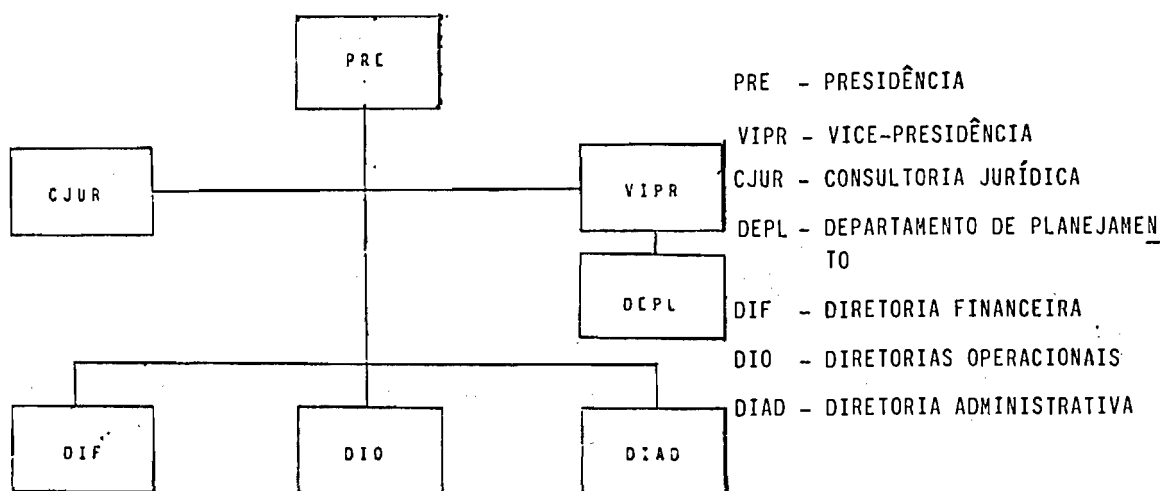 PRE
CJUR
VIPR
DEPL
DIF
DIO
DIAD
PRE - PRESIDÊNCIA
VIPR - VICE-PRESIDÊNCIA
CJUR - CONSULTORIA JURÍDICA
DEPL - DEPARTAMENTO DE PLANEJAMEN
TO
DIF - DIRETORIA FINANCEIRA
DIO - DIRETORIAS OPERACIONAIS
DIAD - DIRETORIA ADMINISTRATIVA